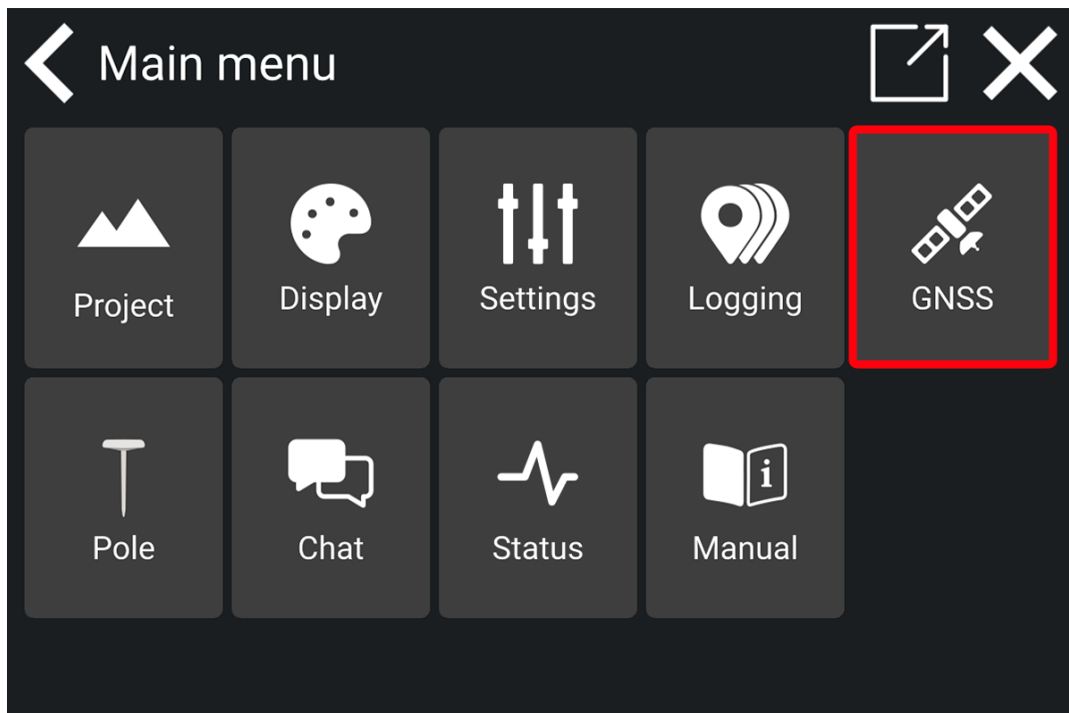 Main menu
Project
Display
Settings
Logging
GNSS
Pole
Chat
Status
Manual